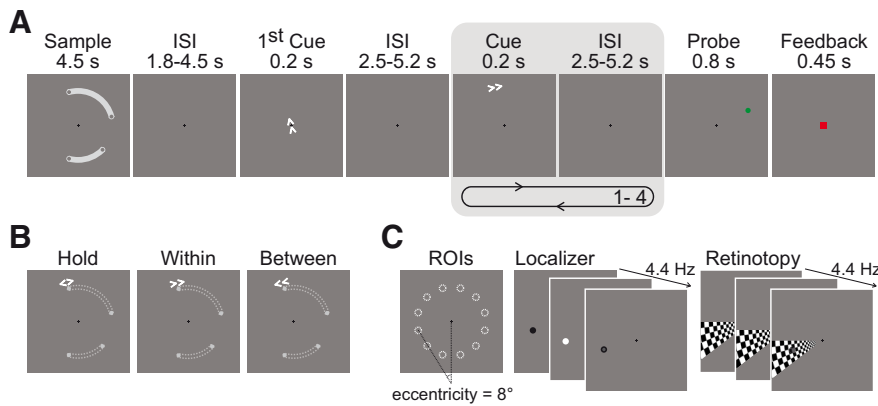 A
Sample ISI 1st Cue ISI Cue ISI Probe Feedback
4.5 s 1.8-4.5 s 0.2 s 2.5-5.2 s 0.2 s 2.5-5.2 s 0.8 s 0.45 s
1- 4
B
Hold Within Between
C
ROIs Localizer Retinotopy
4.4 Hz 4.4 Hz
eccentricity = 8°